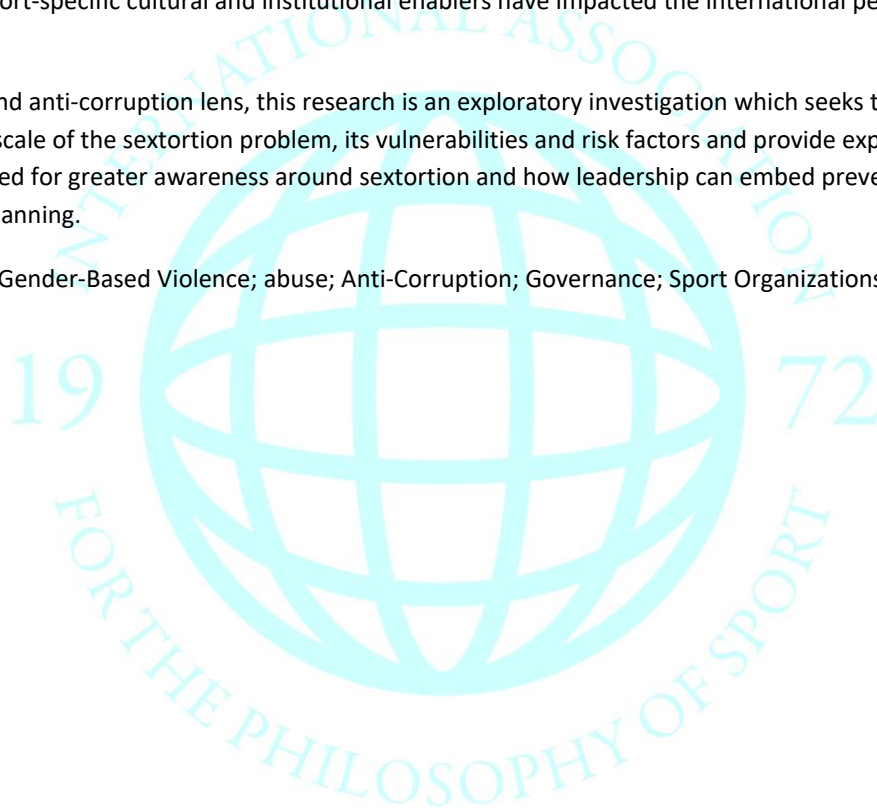 ort-specific cultural and institutional enablers have impacted the international pe
nd anti-corruption lens, this research is an exploratory investigation which seeks t
scale of the sextortion problem, its vulnerabilities and risk factors and provide exp
ed for greater awareness around sextortion and how leadership can embed preve
anning.
Gender-Based Violence; abuse; Anti-Corruption; Governance; Sport Organizations
INTERNATIONAL ASSOCIATION
19 72
FOR THE PHILOSOPHY OF SPORT